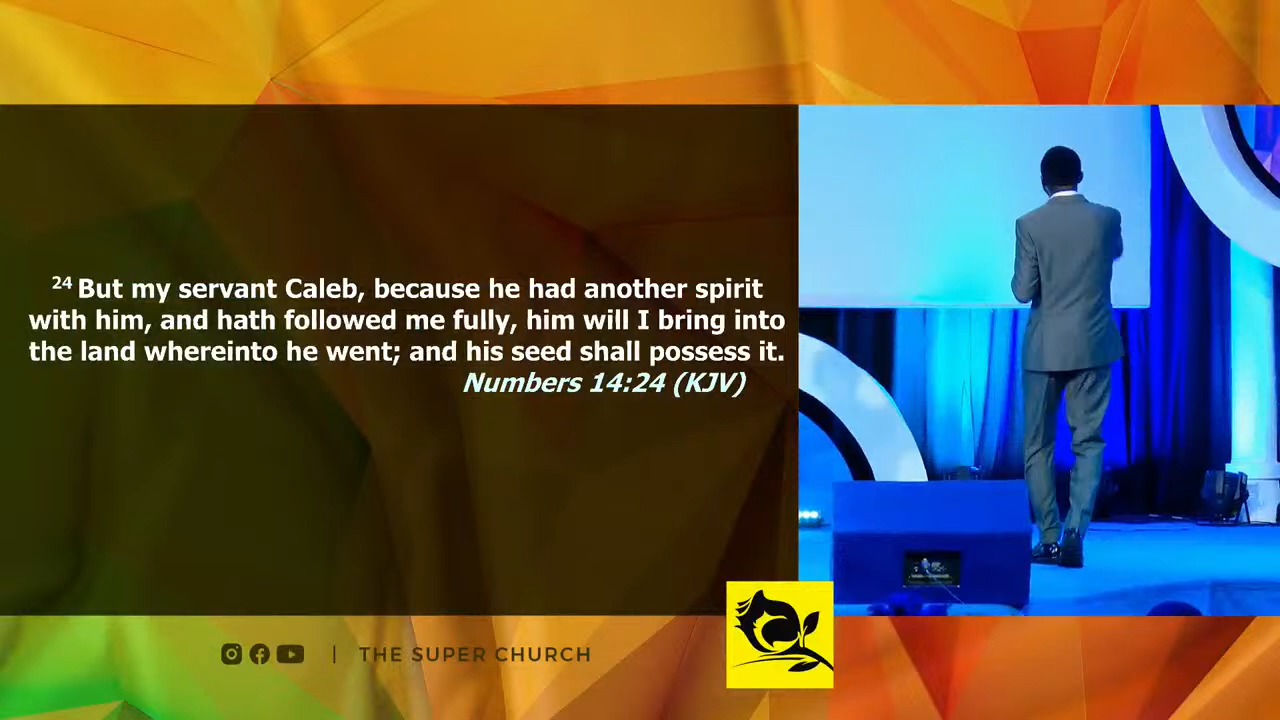 24 But my servant Caleb, because he had another spirit
with him, and hath followed me fully, him will I bring into
the land whereinto he went; and his seed shall possess it.
Numbers 14:24 (KJV)
| THE SUPER CHURCH